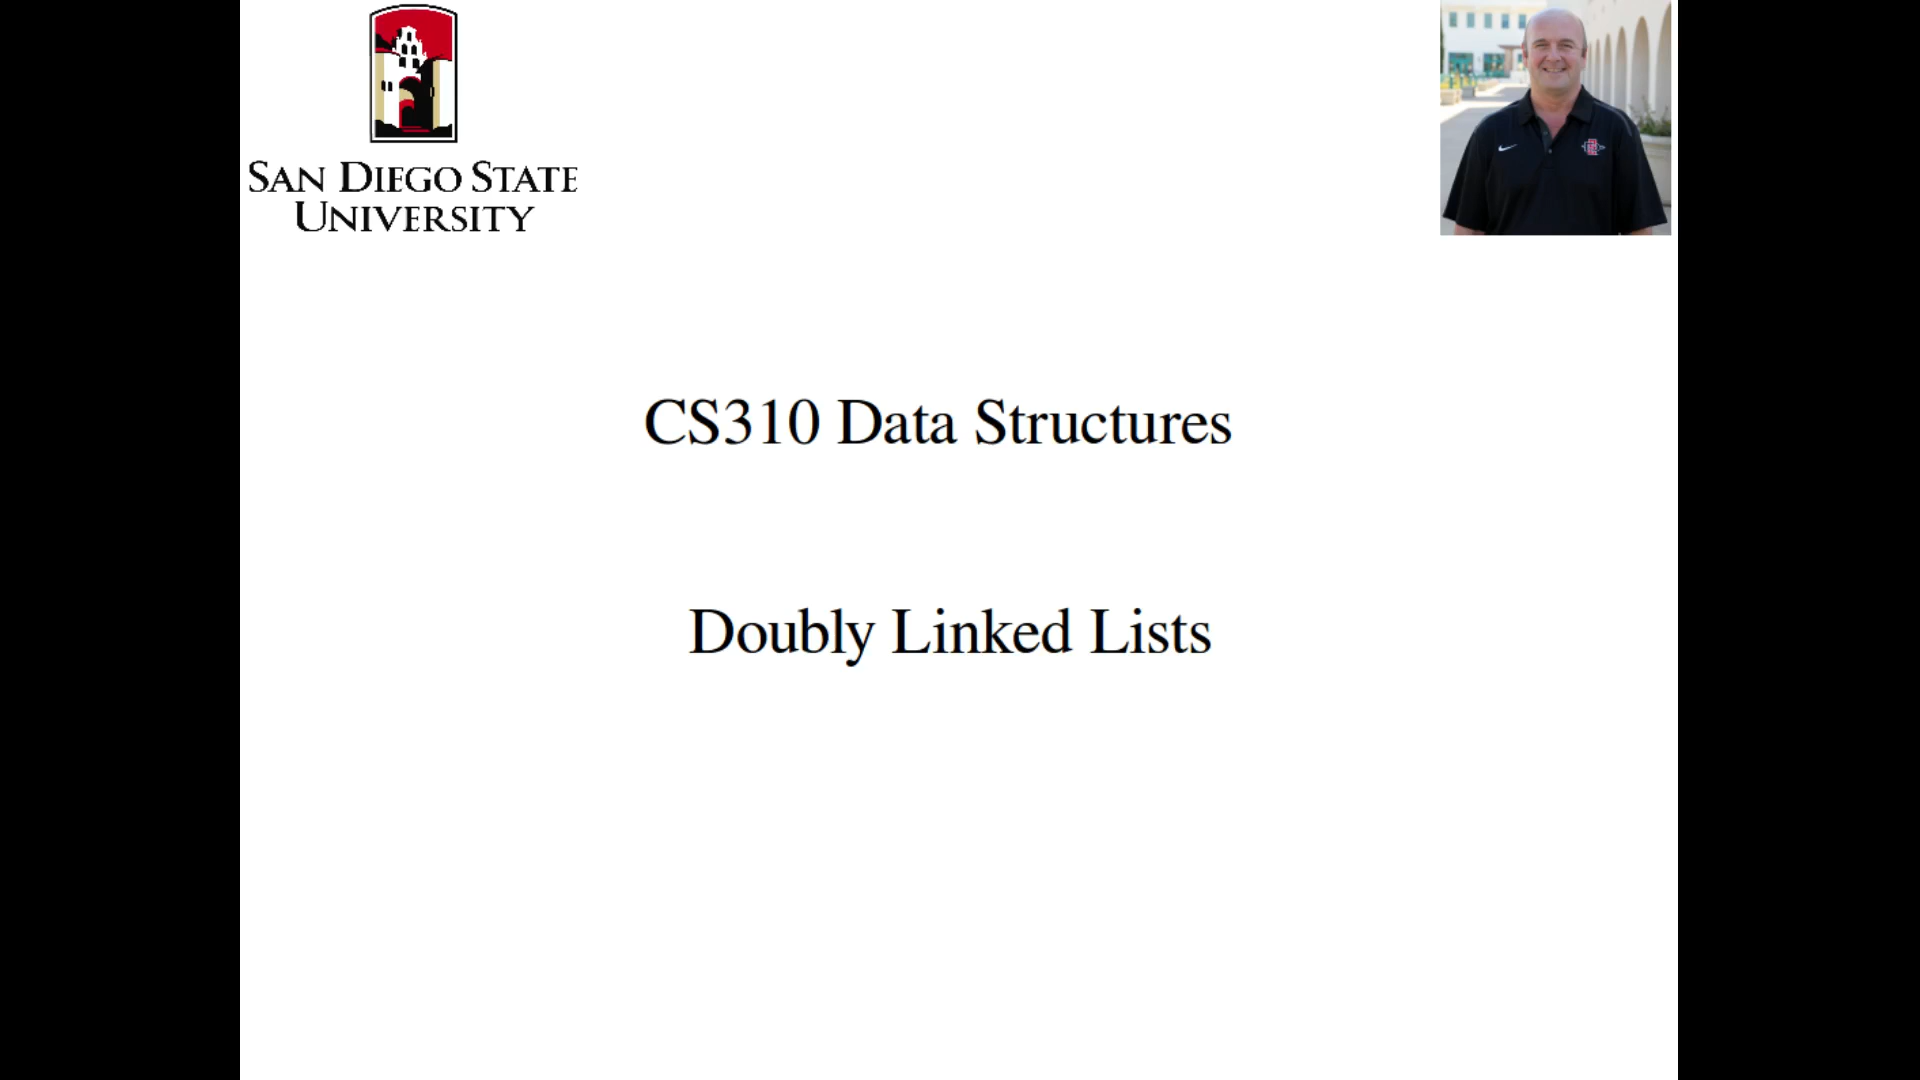 SAN DIEGO STATE
UNIVERSITY
CS310 Data Structures
Doubly Linked Lists